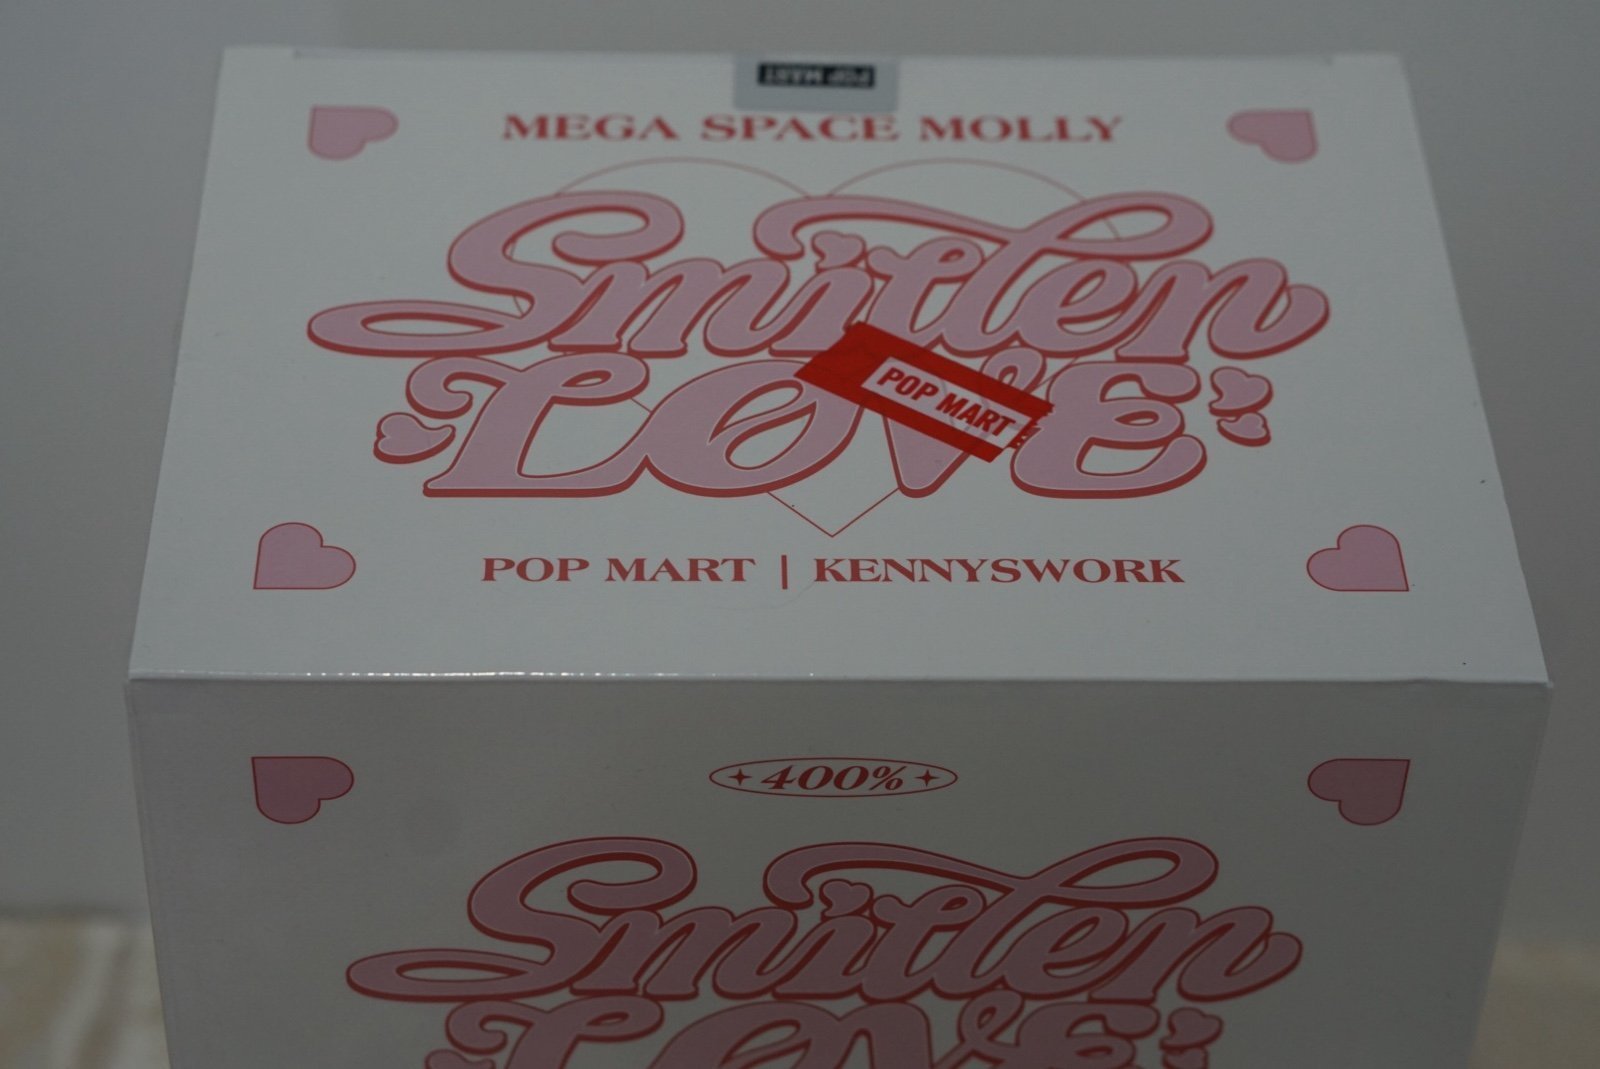 POP MART
MEGA SPACE MOLLY
Smitten
LOVE
POP MART
POP MART | KENNYSWORK
400%
Smitten
LOVE